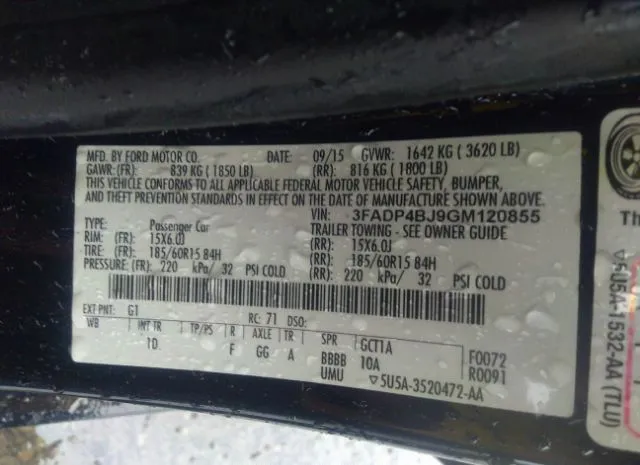 MFD. BY FORD MOTOR CO. DATE: 09/15 GVWR: 1642 KG ( 3620 LB)
GAWR:(FR): 839 KG ( 1850 LB) (RR): 816 KG ( 1800 LB)
THIS VEHICLE CONFORMS TO ALL APPLICABLE FEDERAL MOTOR VEHICLE SAFETY, BUMPER,
AND THEFT PREVENTION STANDARDS IN EFFECT ON THE DATE OF MANUFACTURE SHOWN ABOVE.
VIN: 3FADP4BJ9GM120855
TYPE: Passenger Car TRAILER TOWING - SEE OWNER GUIDE
RIM: (FR): 15X6.0J (RR): 15X6.0J
TIRE: (FR): 185/60R15 84H (RR): 185/60R15 84H
PRESSURE: (FR): 220 kPa/ 32 PSI COLD (RR): 220 kPa/ 32 PSI COLD
EXT PNT: G1 RC: 71 DSO:
WB INT TR TP/PS R AXLE TR SPR GCT1A F0072
10 F GG A BBBB 10A R0091
UMU 5U5A-3520472-AA
5U5A-1532-AA (TLU)